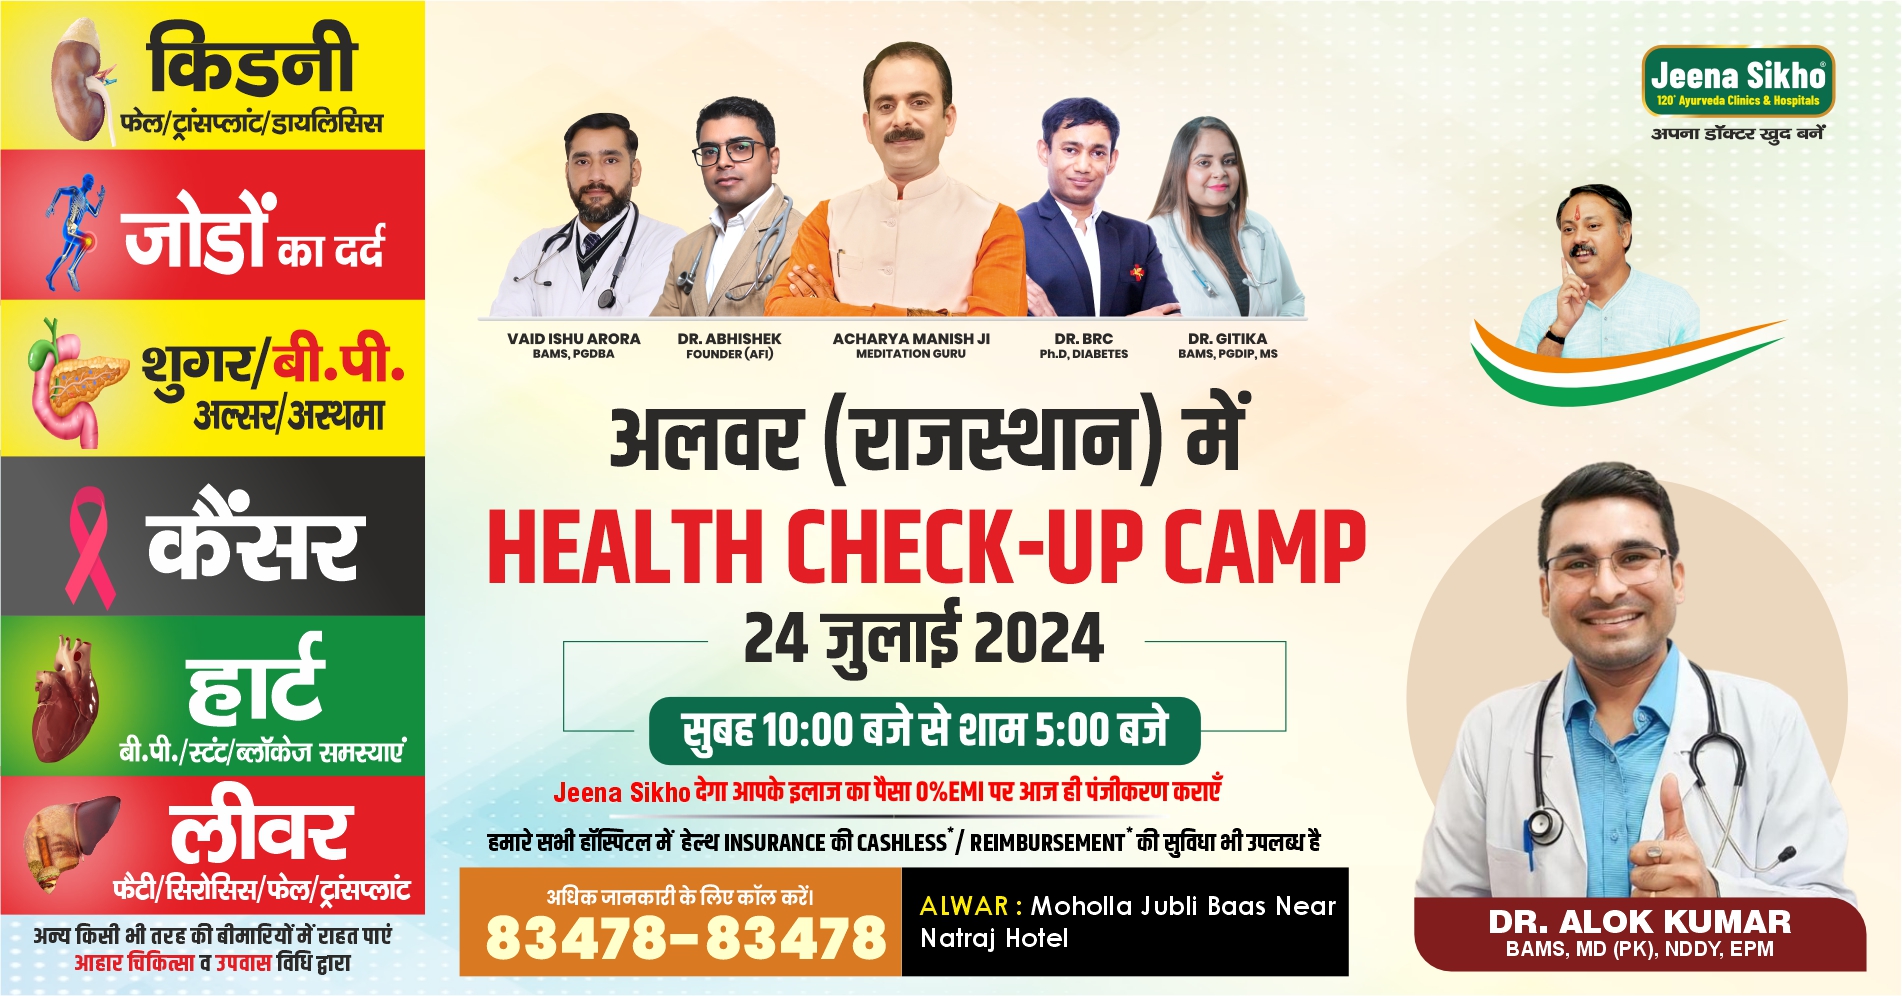 किडनी
फेल/ट्रांसप्लांट/डायलिसिस
जोडों का दर्द
शुगर/बी.पी.
अल्सर/अस्थमा
कैंसर
हार्ट
बी.पी./स्टंट/ब्लॉकेज समस्याएं
लीवर
फैटी/सिरोसिस/फेल/ट्रांसप्लांट
अन्य किसी भी तरह की बीमारियों में राहत पाएं
आहार चिकित्सा व उपवास विधि द्वारा
VAID ISHU ARORA
BAMS, PGDBA
DR. ABHISHEK
FOUNDER (AFI)
ACHARYA MANISH JI
MEDITATION GURU
DR. BRC
Ph.D, DIABETES
DR. GITIKA
BAMS, PGDIP, MS
अलवर (राजस्थान) में
HEALTH CHECK-UP CAMP
24 जुलाई 2024
सुबह 10:00 बजे से शाम 5:00 बजे
Jeena Sikho देगा आपके इलाज का पैसा 0%EMI पर आज ही पंजीकरण कराएँ
हमारे सभी हॉस्पिटल में हेल्थ INSURANCE की CASHLESS* / REIMBURSEMENT* की सुविधा भी उपलब्ध है
अधिक जानकारी के लिए कॉल करें।
83478-83478
ALWAR : Moholla Jubli Baas Near
Natraj Hotel
Jeena Sikho®
120+ Ayurveda Clinics & Hospitals
अपना डॉक्टर खुद बनें
DR. ALOK KUMAR
BAMS, MD (PK), NDDY, EPM